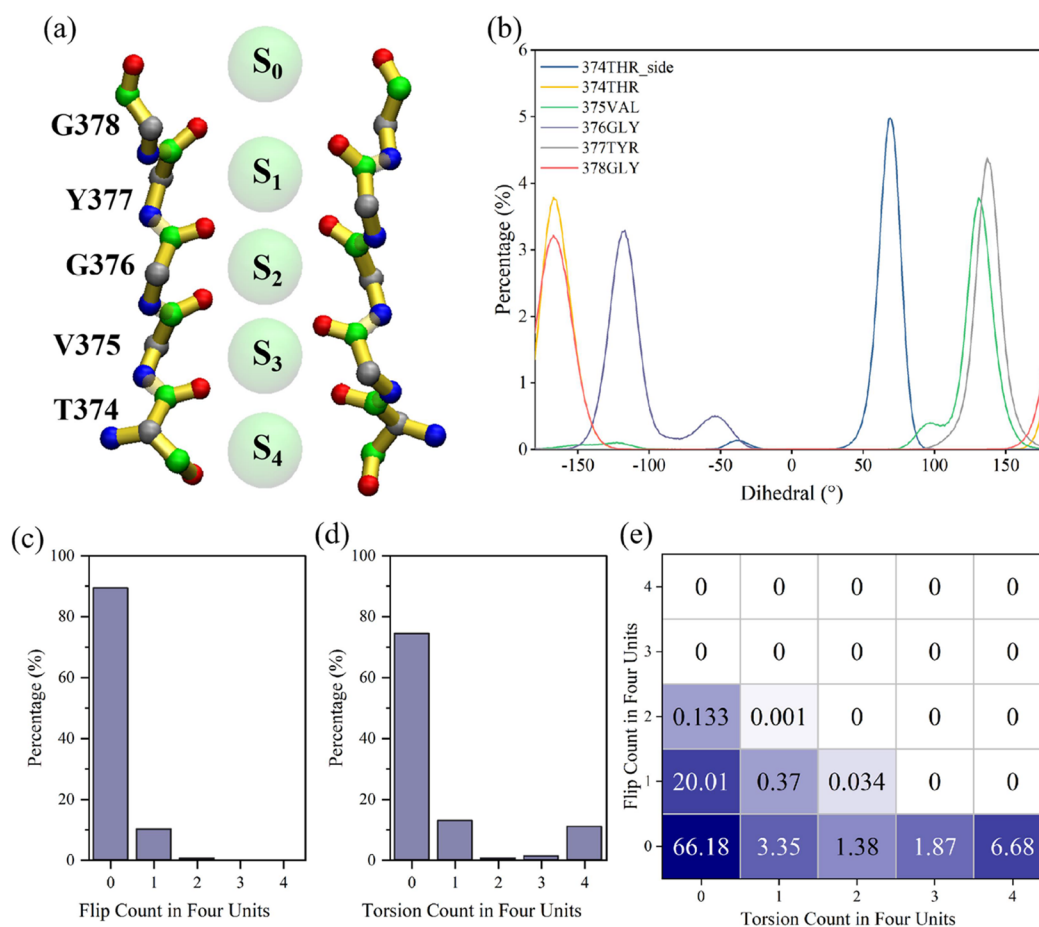 (a)
S0
S1
S2
S3
S4
G378
Y377
G376
V375
T374
(b)
6
5
4
3
2
1
0
Percentage (%)
374THR_side
374THR
375VAL
376GLY
377TYR
378GLY
-150 -100 -50 0 50 100 150
Dihedral (°)
(c)
100
80
60
40
20
0
Percentage (%)
0 1 2 3 4
Flip Count in Four Units
(d)
100
80
60
40
20
0
Percentage (%)
0 1 2 3 4
Torsion Count in Four Units
(e)
Flip Count in Four Units
4 0 0 0 0 0
3 0 0 0 0 0
2 0.133 0.001 0 0 0
1 20.01 0.37 0.034 0 0
0 66.18 3.35 1.38 1.87 6.68
0 1 2 3 4
Torsion Count in Four Units